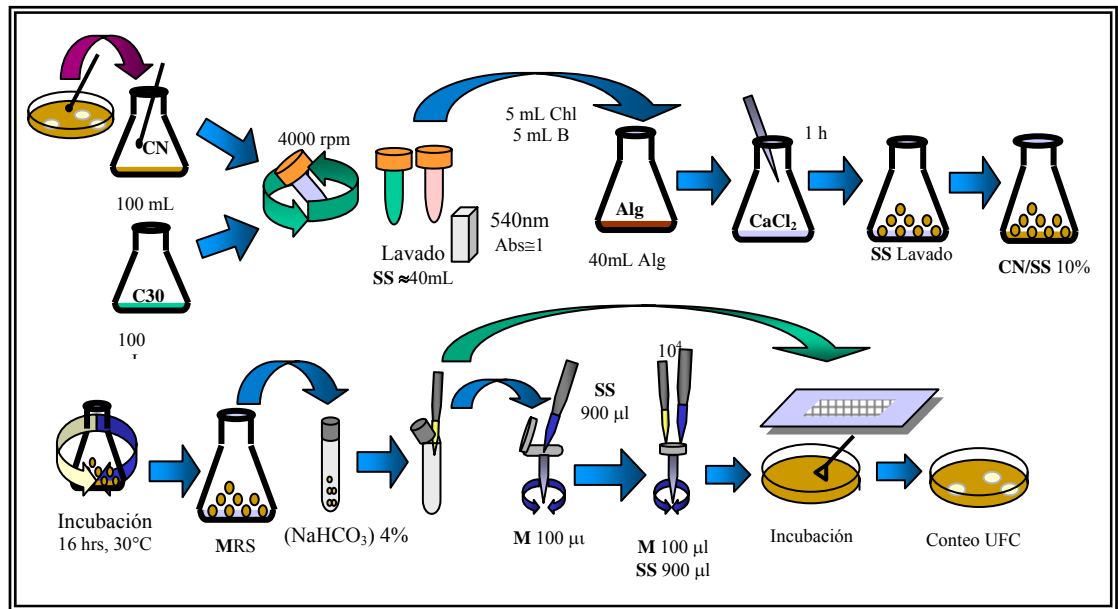 CN
100 mL
C30
100
4000 rpm
Lavado
SS ≈40mL
540nm
Abs≅1
5 mL Chl
5 mL B
Alg
40mL Alg
1 h
CaCl₂
SS Lavado
CN/SS 10%
Incubación
16 hrs, 30°C
MRS
(NaHCO₃) 4%
SS
900 µl
M 100 µι
10⁴
M 100 µl
SS 900 µl
Incubación
Conteo UFC